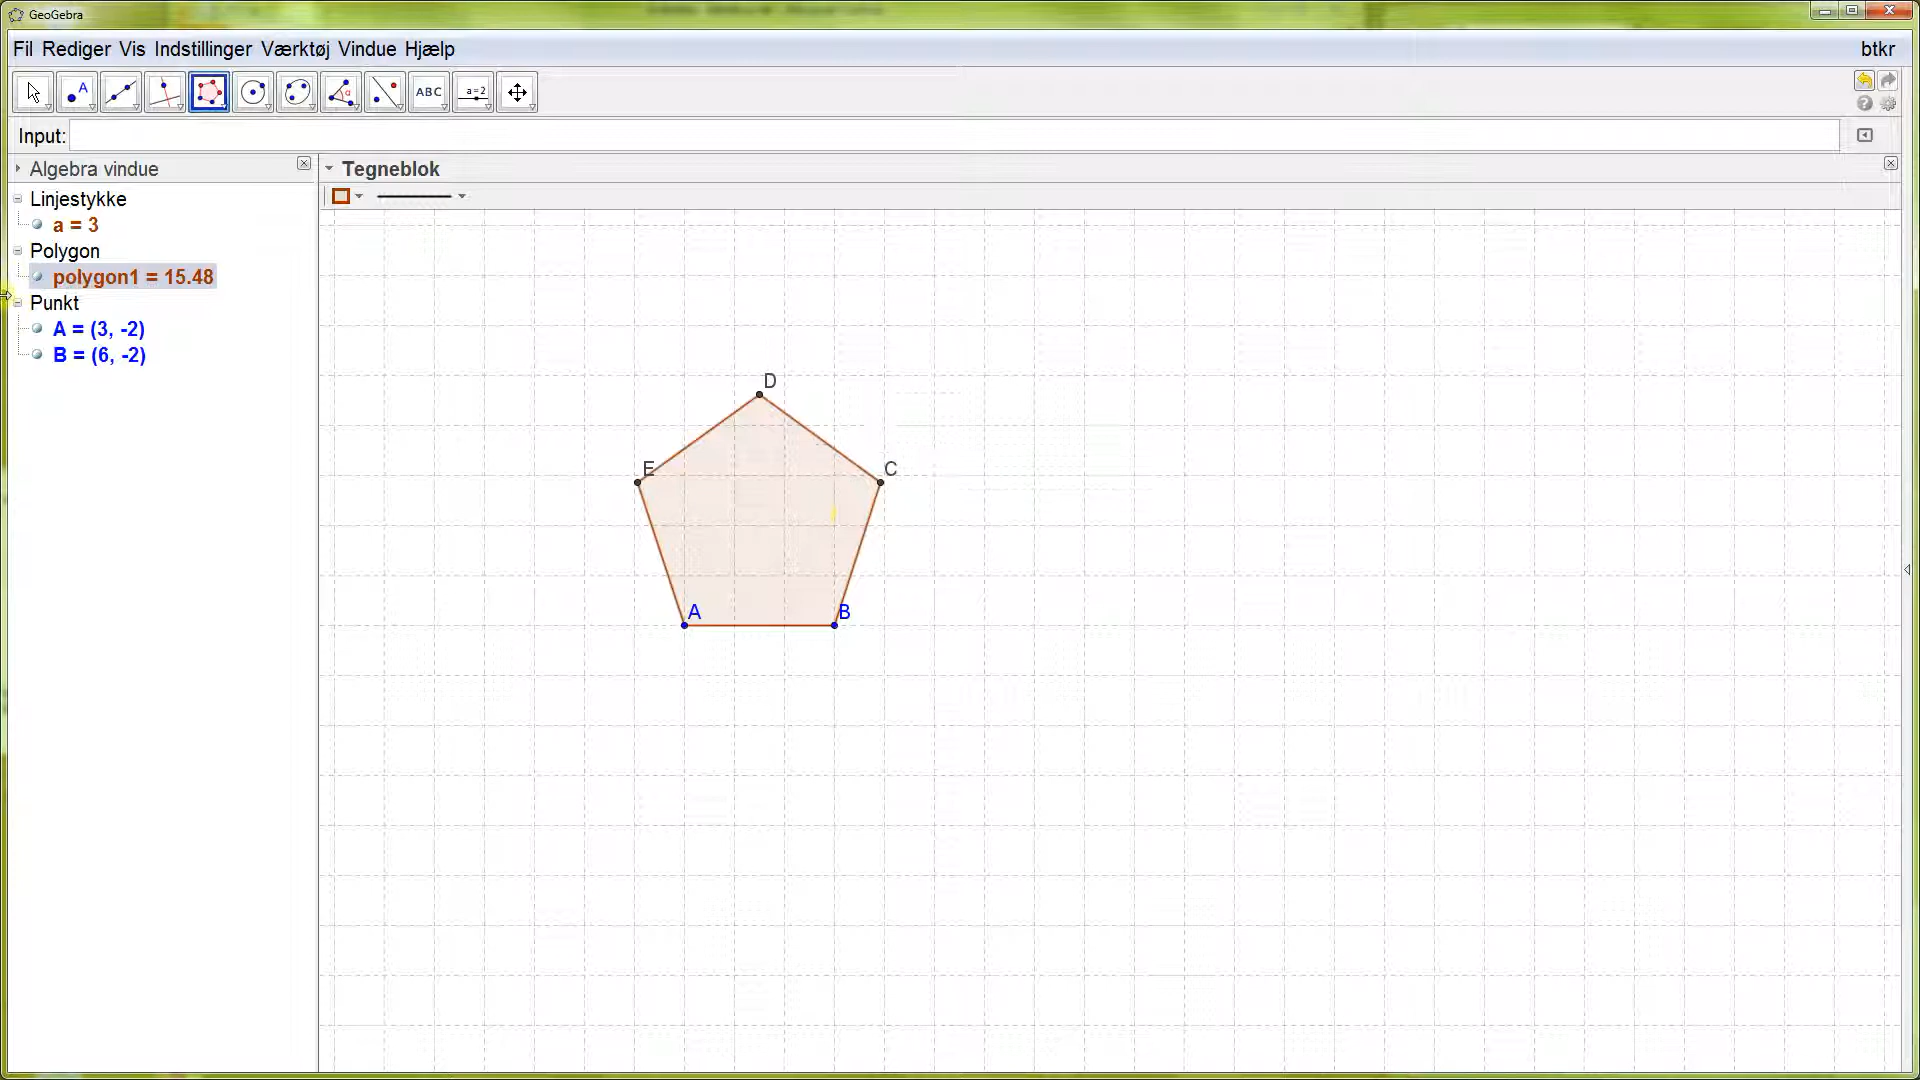 GeoGebra
Fil Rediger Vis Indstillinger Værktøj Vindue Hjælp btkr
A α ABC a=2
Input:
Algebra vindue
Tegneblok
Linjestykke
a = 3
Polygon
polygon1 = 15.48
Punkt
A = (3, -2)
B = (6, -2)
D
E
C
A
B